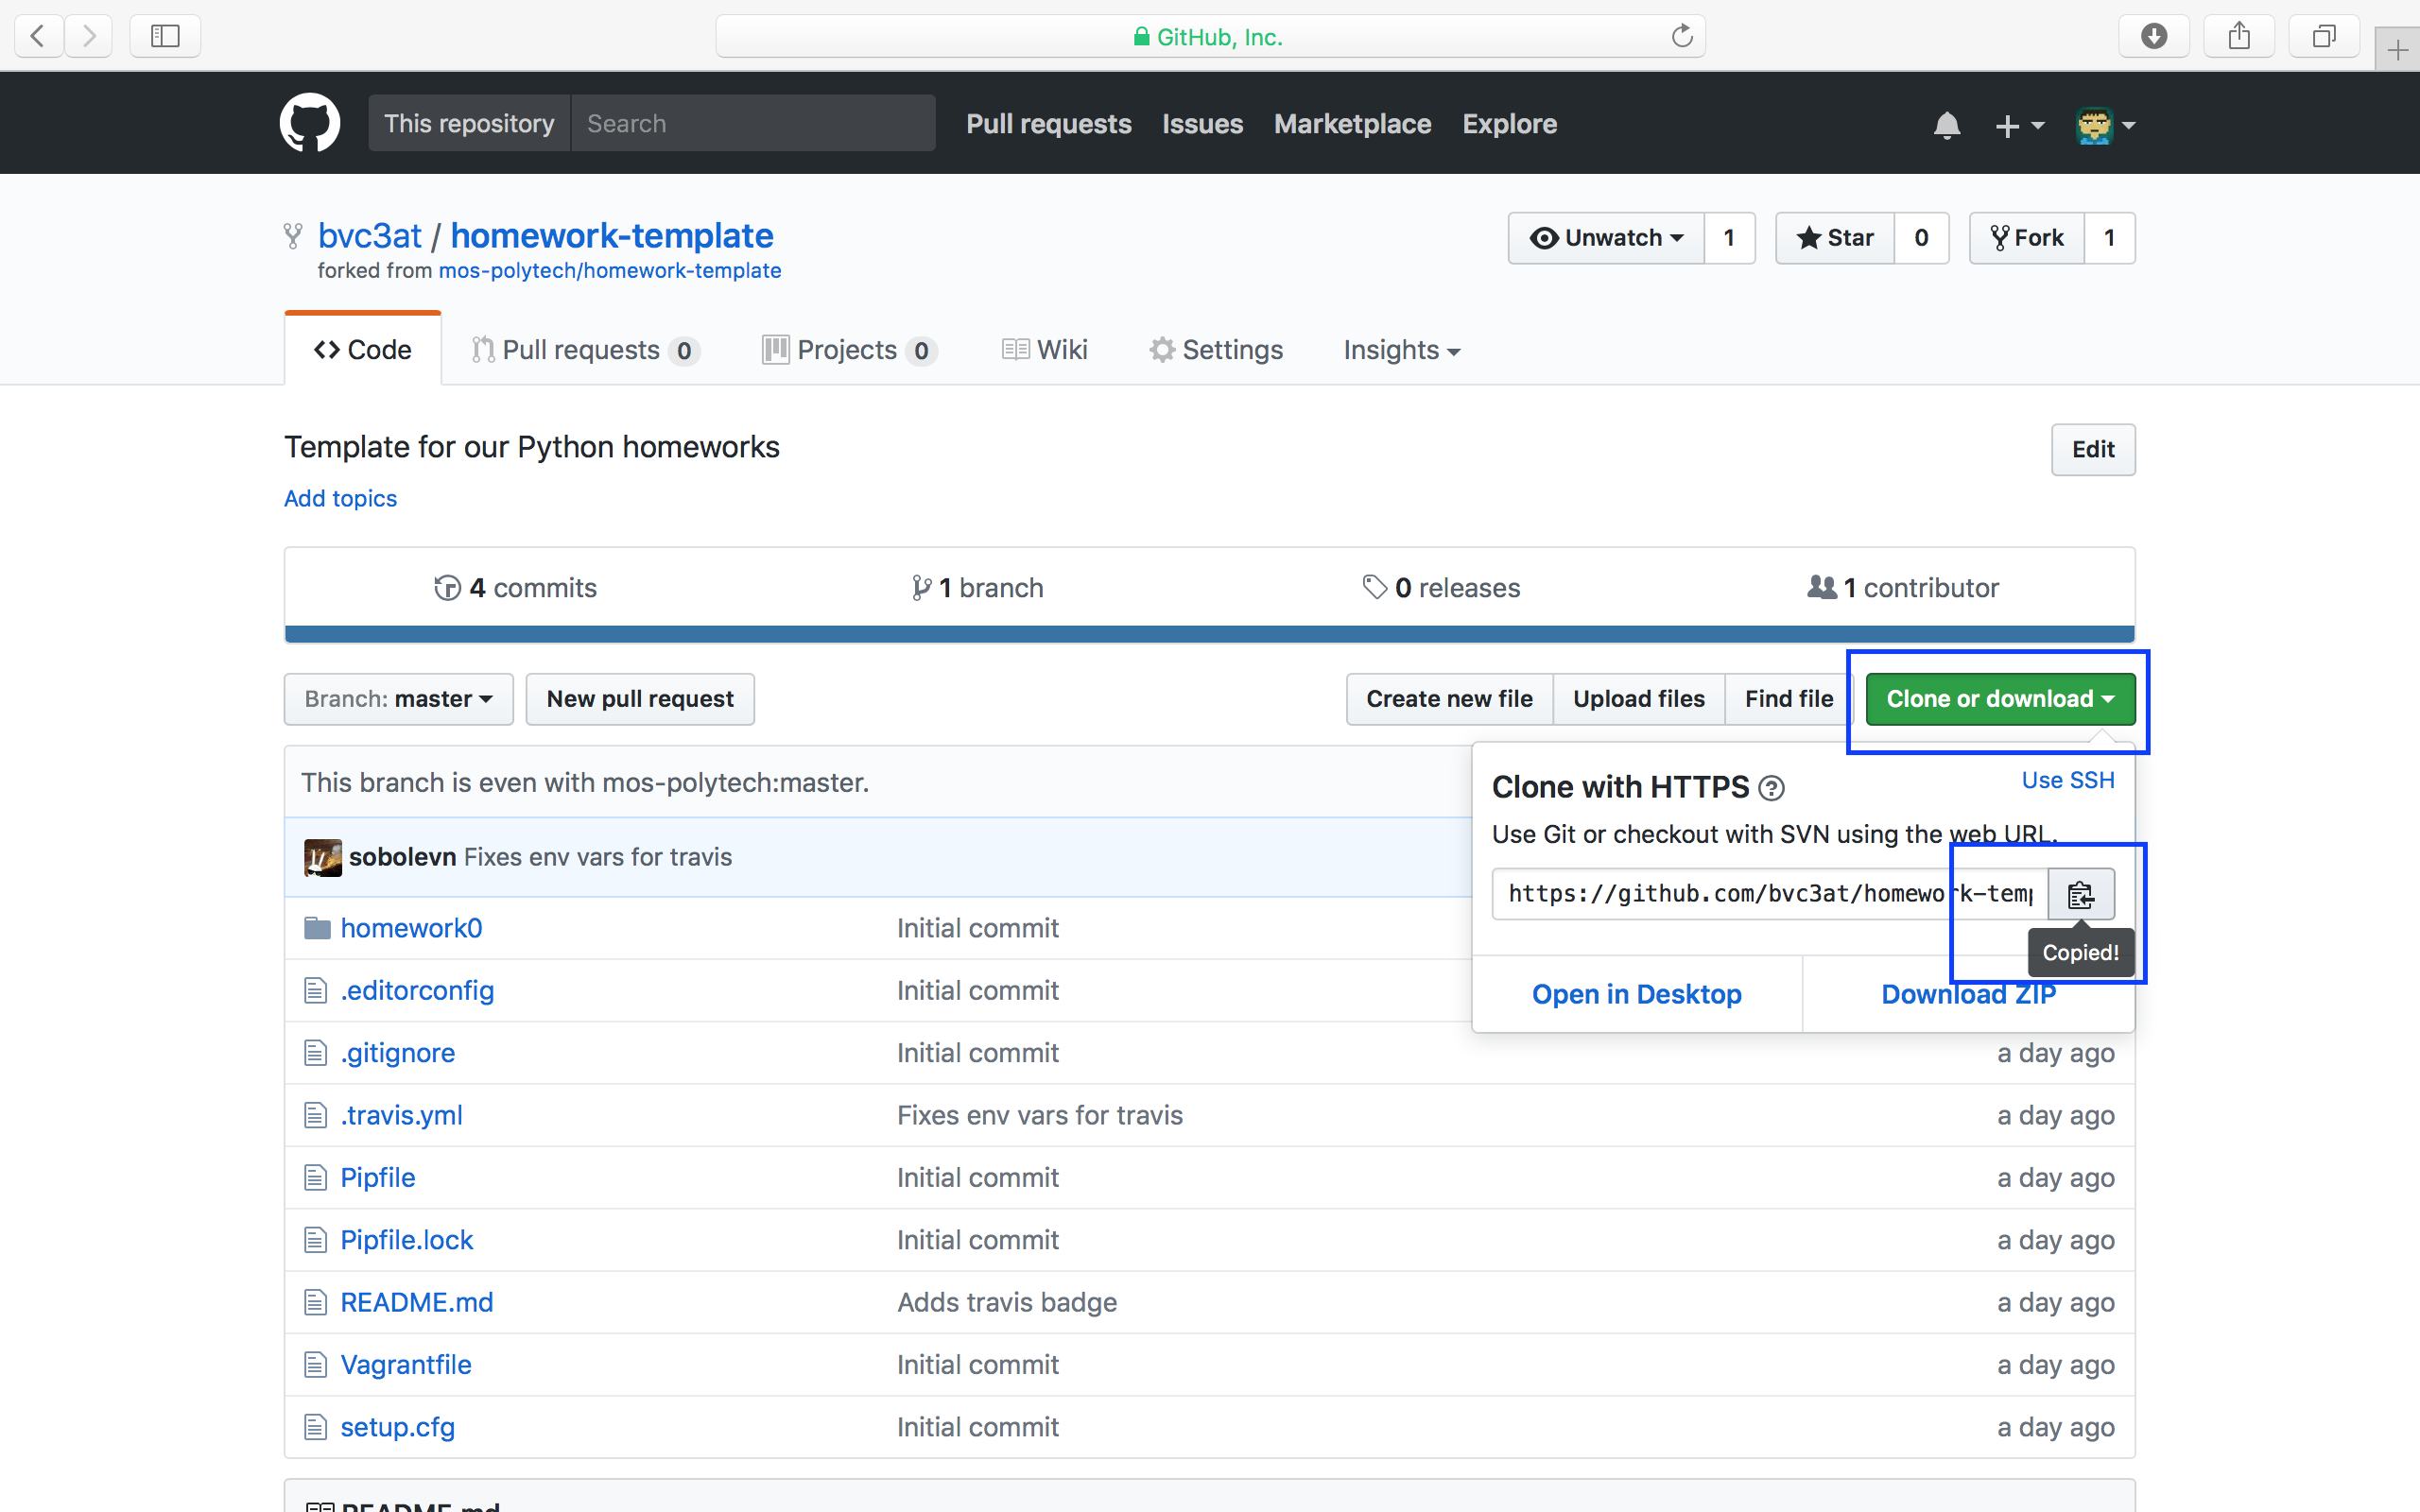 GitHub, Inc.
This repository Search Pull requests Issues Marketplace Explore
bvc3at / homework-template
Unwatch 1 Star 0 Fork 1
forked from mos-polytech/homework-template
Code Pull requests 0 Projects 0 Wiki Settings Insights
Template for our Python homeworks
Edit
Add topics
4 commits 1 branch 0 releases 1 contributor
Branch: master New pull request Create new file Upload files Find file Clone or download
This branch is even with mos-polytech:master.
Clone with HTTPS Use SSH
Use Git or checkout with SVN using the web URL.
sobolevn Fixes env vars for travis
https://github.com/bvc3at/homework-temp
Copied!
Open in Desktop Download ZIP
homework0 Initial commit
.editorconfig Initial commit
.gitignore Initial commit a day ago
.travis.yml Fixes env vars for travis a day ago
Pipfile Initial commit a day ago
Pipfile.lock Initial commit a day ago
README.md Adds travis badge a day ago
Vagrantfile Initial commit a day ago
setup.cfg Initial commit a day ago
README.md